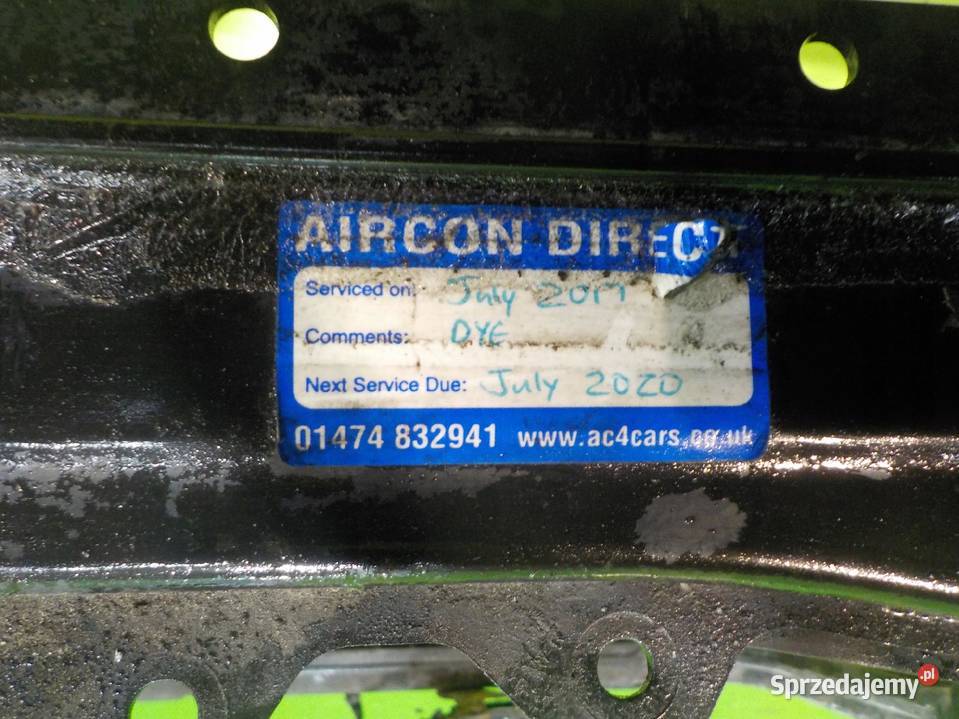 AIRCON DIRECT
Serviced on: July 2017
Comments: DYE
Next Service Due: July 2020
01474 832941 www.ac4cars.co.uk
Sprzedajemy.pl